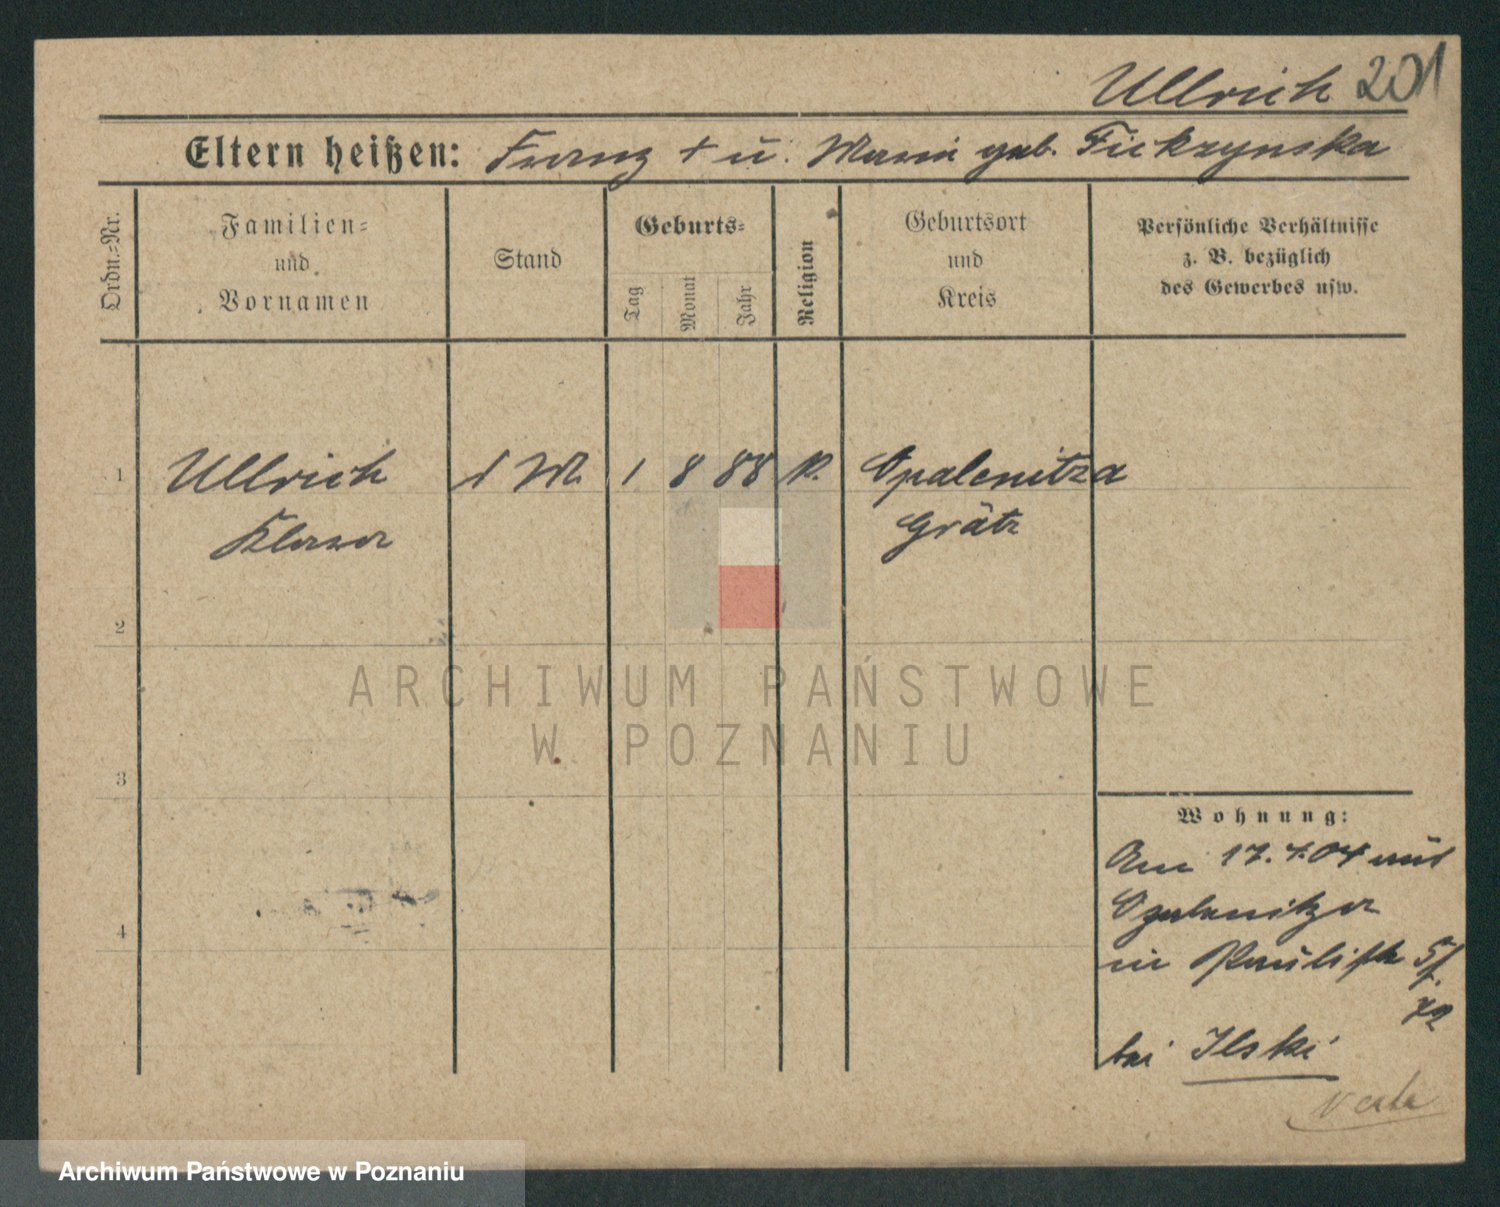 Ullrich 201
Eltern heißen: Franz + u. Marie geb. Fickzynska
Ordn.-Nr.
Familien-
und
Vornamen
Stand
Geburts-
Tag
Monat
Jahr
Religion
Geburtsort
und
Kreis
Persönliche Verhältnisse
z. B. bezüglich
des Gewerbes usw.
1 Ullrich M. 1 8 88 k. Opalenitza
Klara Grätz
2
ARCHIWUM PAŃSTWOWE
W POZNANIU
3
Wohnung:
Am 17. 7. 04 aus
4 Opalenitza
in
bei Ilski
Archiwum Państwowe w Poznaniu